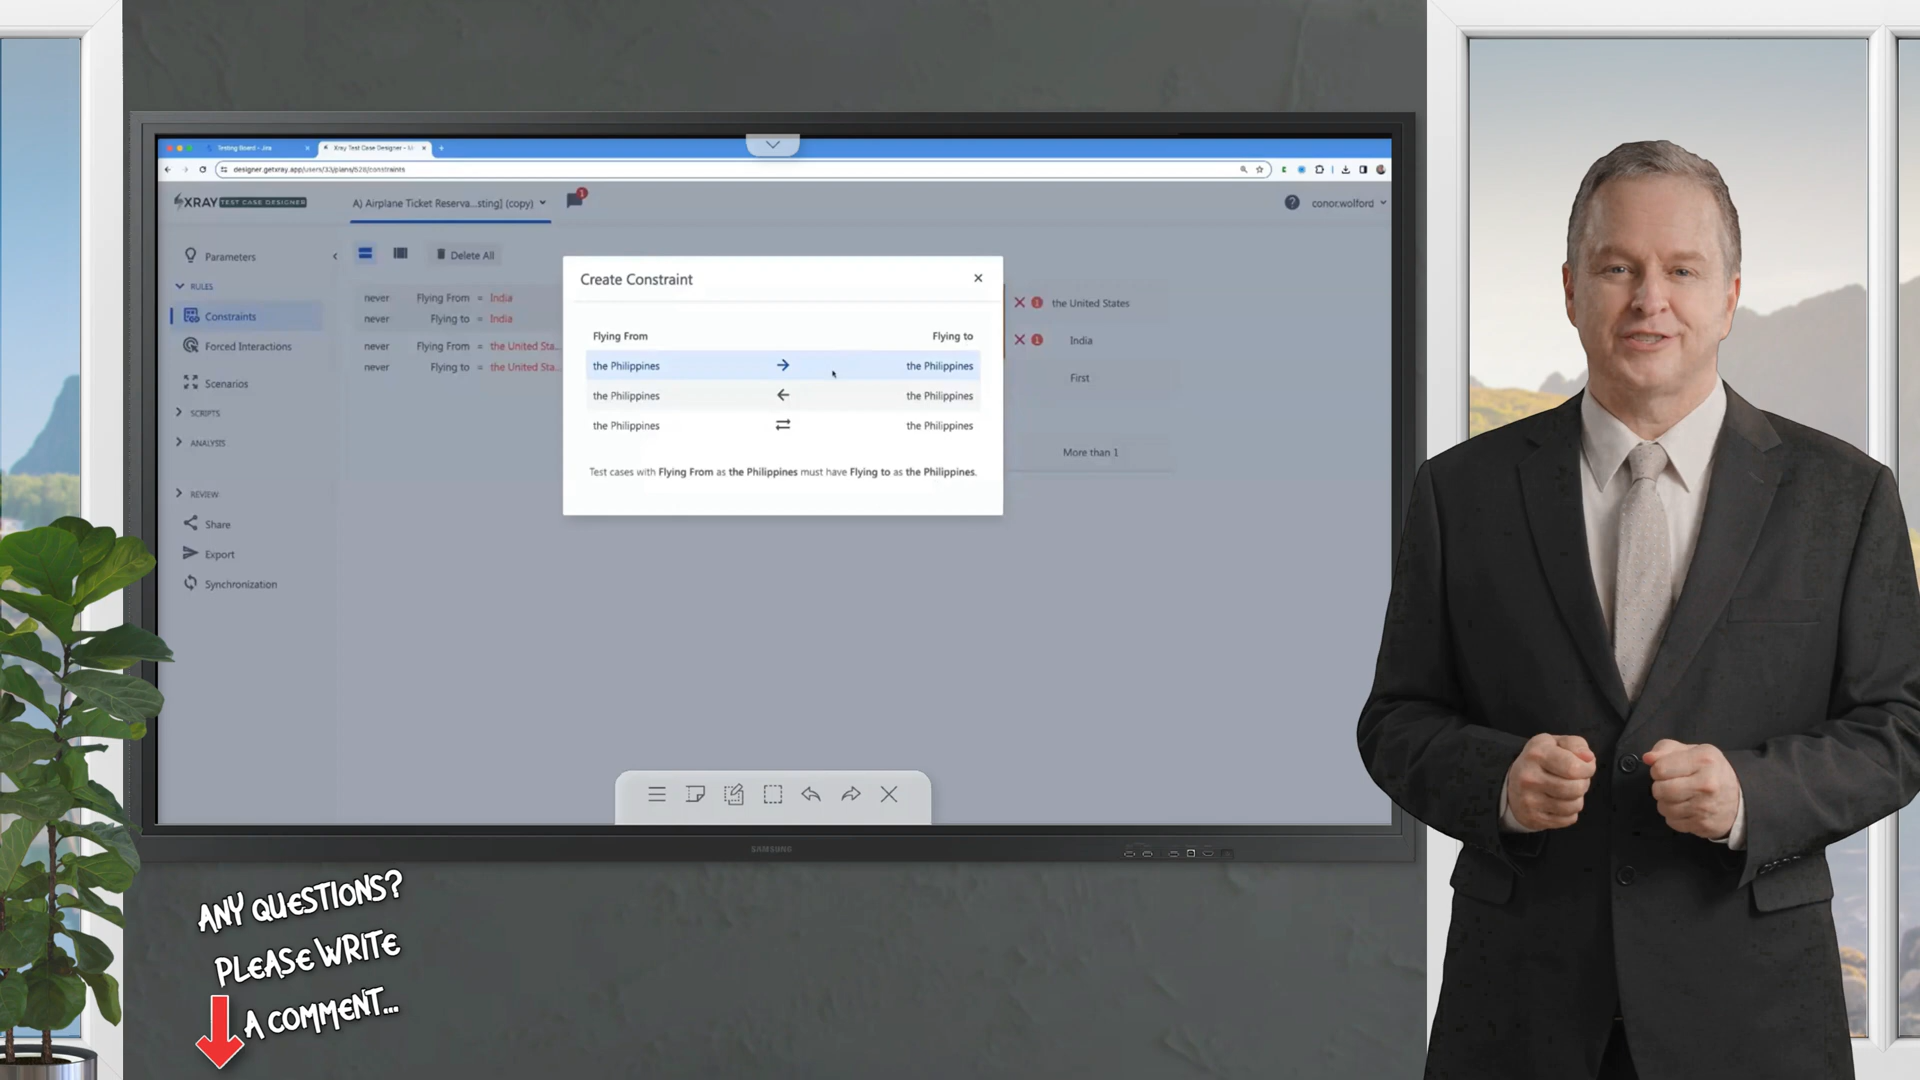 Testing Board - Jira
Xray Test Case Designer
designer.getxray.app/users/33/plans/528/constraints
XRAY TEST CASE DESIGNER
A) Airplane Ticket Reserva...sting] (copy)
1
conor.wolford
Parameters
Delete All
RULES
Constraints
Forced Interactions
Scenarios
SCRIPTS
ANALYSIS
REVIEW
Share
Export
Synchronization
never Flying From = India
never Flying to = India
never Flying From = the United Sta...
never Flying to = the United Sta...
Create Constraint
Flying From Flying to
the Philippines → the Philippines
the Philippines ← the Philippines
the Philippines ⇄ the Philippines
Test cases with Flying From as the Philippines must have Flying to as the Philippines.
1 the United States
1 India
First
More than 1
SAMSUNG
ANY QUESTIONS?
PLEASE WRITE
A COMMENT...